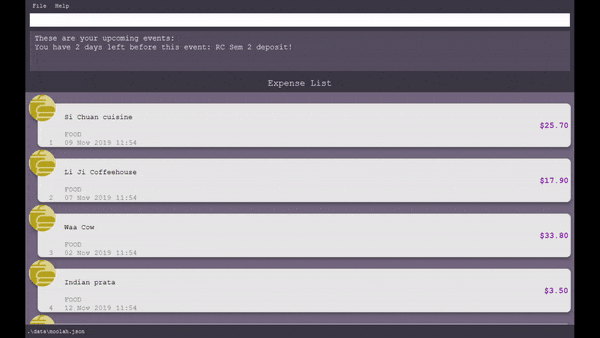 File Help
These are your upcoming events:
You have 2 days left before this event: RC Sem 2 deposit!
Expense List
Si Chuan cuisine
$25.70
FOOD
1 09 Nov 2019 11:54
Li Ji Coffeehouse
$17.90
FOOD
2 07 Nov 2019 11:54
Waa Cow
$33.80
FOOD
3 02 Nov 2019 11:54
Indian prata
$3.50
FOOD
4 12 Nov 2019 11:54
.\data\moolah.json